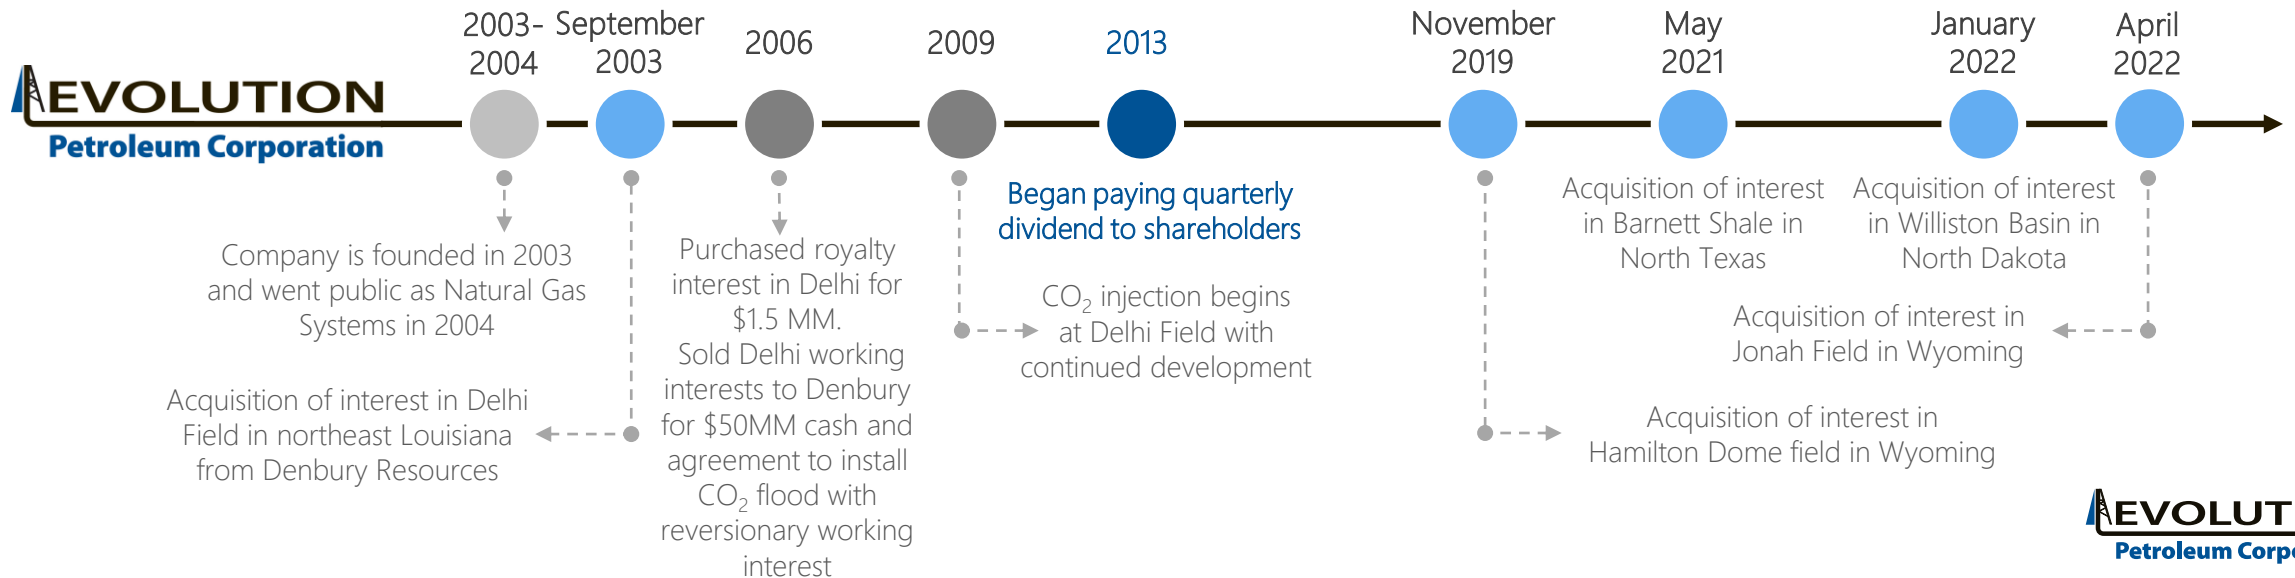 EVOLUTION
Petroleum Corporation
2003-
2004
September
2003
2006
2009
2013
November
2019
May
2021
January
2022
April
2022
Company is founded in 2003
and went public as Natural Gas
Systems in 2004
Acquisition of interest in Delhi
Field in northeast Louisiana
from Denbury Resources
Purchased royalty
interest in Delhi for
$1.5 MM.
Sold Delhi working
interests to Denbury
for $50MM cash and
agreement to install
CO₂ flood with
reversionary working
interest
CO₂ injection begins
at Delhi Field with
continued development
Began paying quarterly
dividend to shareholders
Acquisition of interest in
Hamilton Dome field in Wyoming
Acquisition of interest
in Barnett Shale in
North Texas
Acquisition of interest
in Williston Basin in
North Dakota
Acquisition of interest in
Jonah Field in Wyoming
EVOLUT
Petroleum Corpo